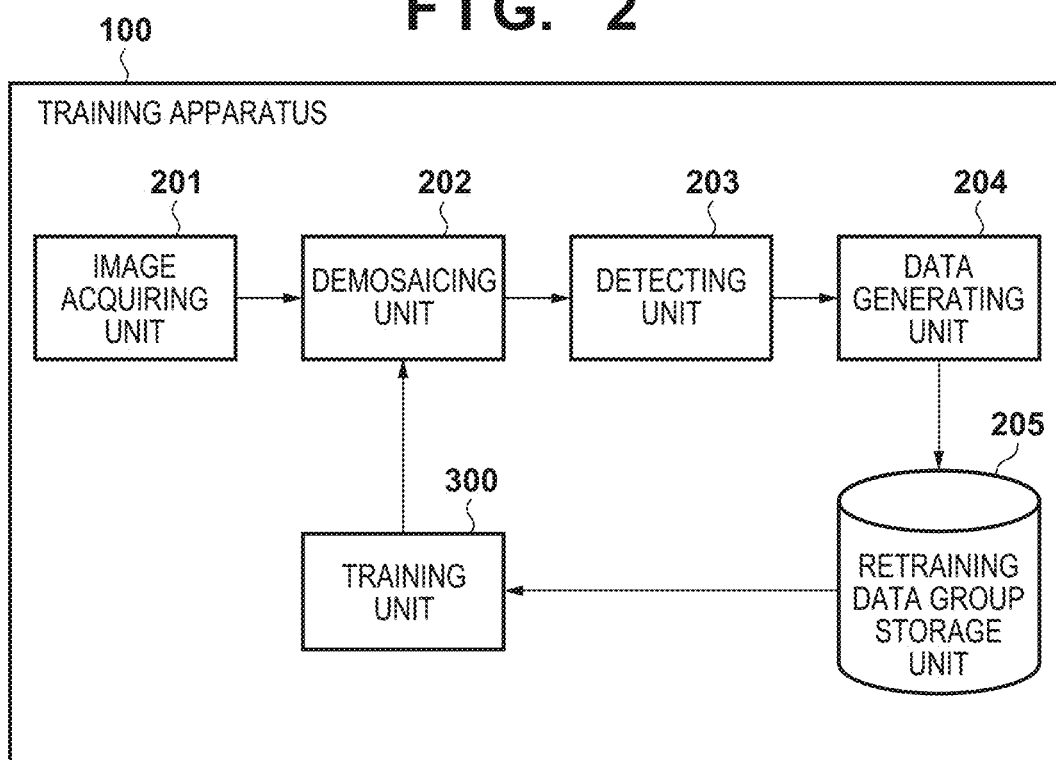 FIG. 2
100
TRAINING APPARATUS
201
202
203
204
IMAGE
ACQUIRING
UNIT
DEMOSAICING
UNIT
DETECTING
UNIT
DATA
GENERATING
UNIT
205
300
TRAINING
UNIT
RETRAINING
DATA GROUP
STORAGE
UNIT